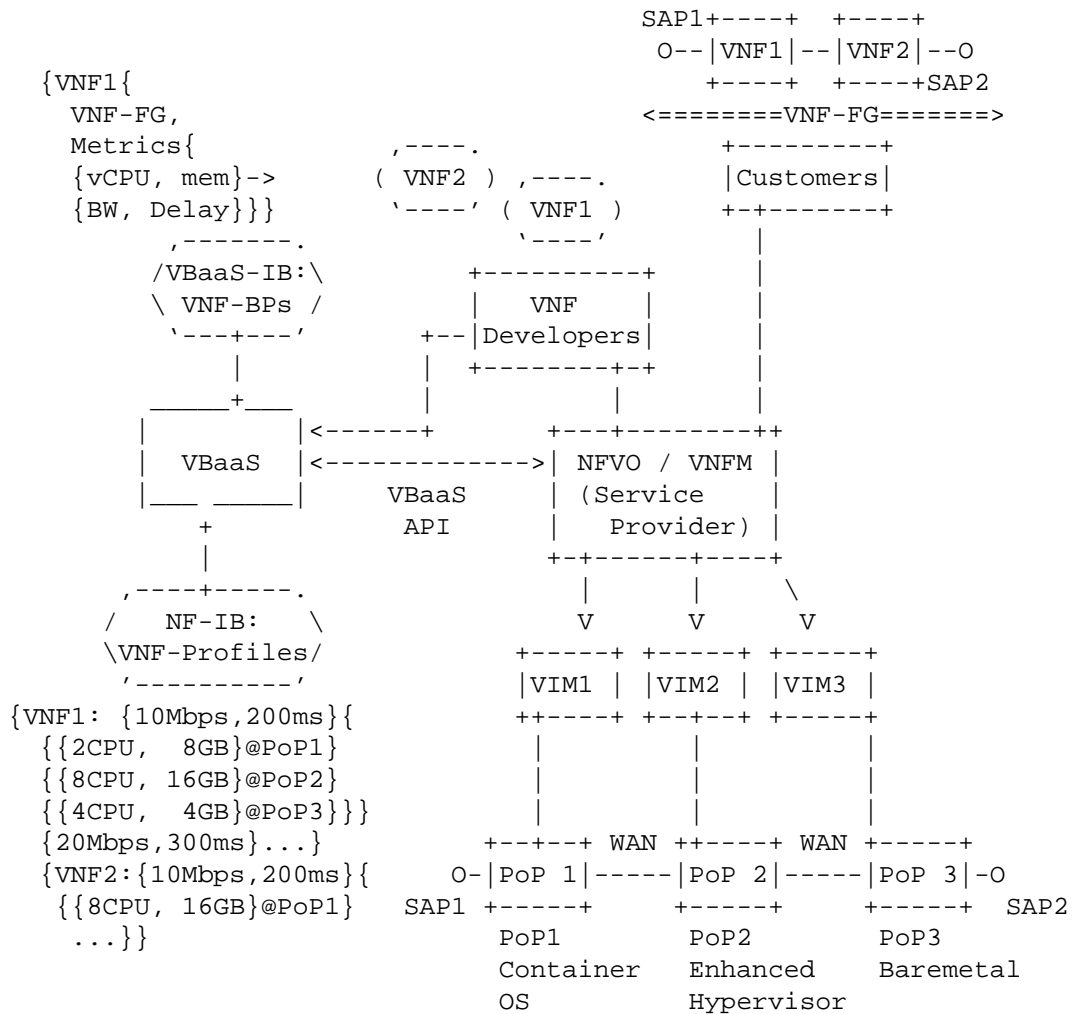 SAP1+----+  +----+
                                               O--|VNF1|--|VNF2|--O
  {VNF1{                                          +----+  +----+SAP2
    VNF-FG,                                   <========VNF-FG=======>
    Metrics{                ,----.                  +---------+
    {vCPU, mem}->          ( VNF2 ) ,----.          |Customers|
    {BW, Delay}}}           ‘----’ ( VNF1 )         +-+-------+
           ,-------.                ‘----’            |
          /VBaaS-IB:\            +----------+         |
          \ VNF-BPs /            |   VNF    |         |
           ‘---+---’          +--|Developers|         |
               |              |  +--------+-+         |
          _____+___           |           |           |
         |         |<------+         +---+--------++
         |  VBaaS  |<------------->| NFVO / VNFM |
         |___ _____|      VBaaS      | (Service    |
             +             API       |   Provider) |
             |                       +-+------+----+
        ,----+-----.                   |      |     \
       /   NF-IB:   \                  V      V      V
       \VNF-Profiles/                +-----+ +-----+ +-----+
        ’----------’                 |VIM1 | |VIM2 | |VIM3 |
{VNF1: {10Mbps,200ms}{               ++----+ +--+--+ +-----+
  {{2CPU,  8GB}@PoP1}                 |         |          |
  {{8CPU, 16GB}@PoP2}                 |         |          |
  {{4CPU,  4GB}@PoP3}}}               |         |          |
  {20Mbps,300ms}...}               +--+--+ WAN ++----+ WAN +-----+
  {VNF2:{10Mbps,200ms}{          O-|PoP 1|-----|PoP 2|-----|PoP 3|-O
   {{8CPU, 16GB}@PoP1}       SAP1 +-----+     +-----+     +-----+  SAP2
    ...}}                          PoP1        PoP2        PoP3
                                   Container   Enhanced    Baremetal
                                   OS          Hypervisor